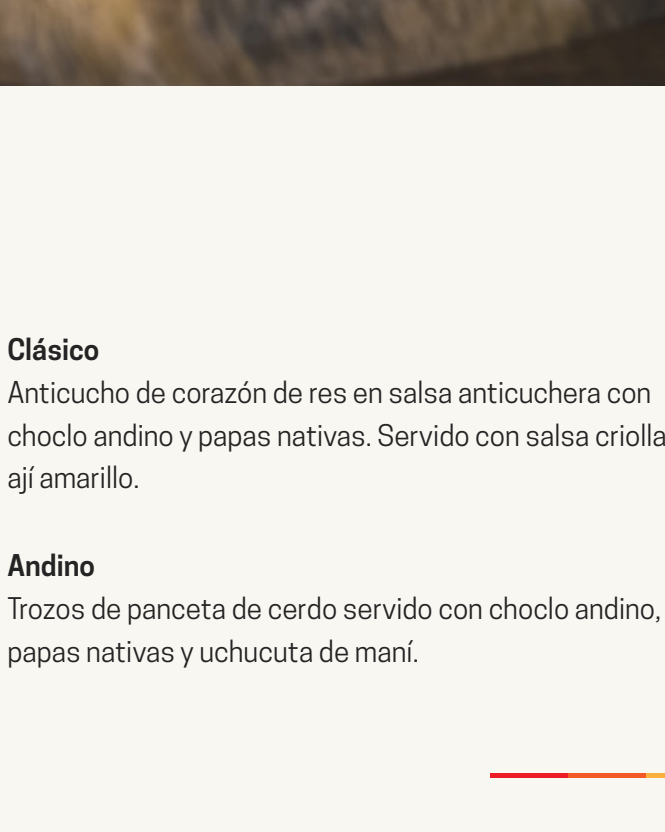 Clásico
Anticucho de corazón de res en salsa anticuchera con
choclo andino y papas nativas. Servido con salsa criolla
ají amarillo.
Andino
Trozos de panceta de cerdo servido con choclo andino,
papas nativas y uchucuta de maní.